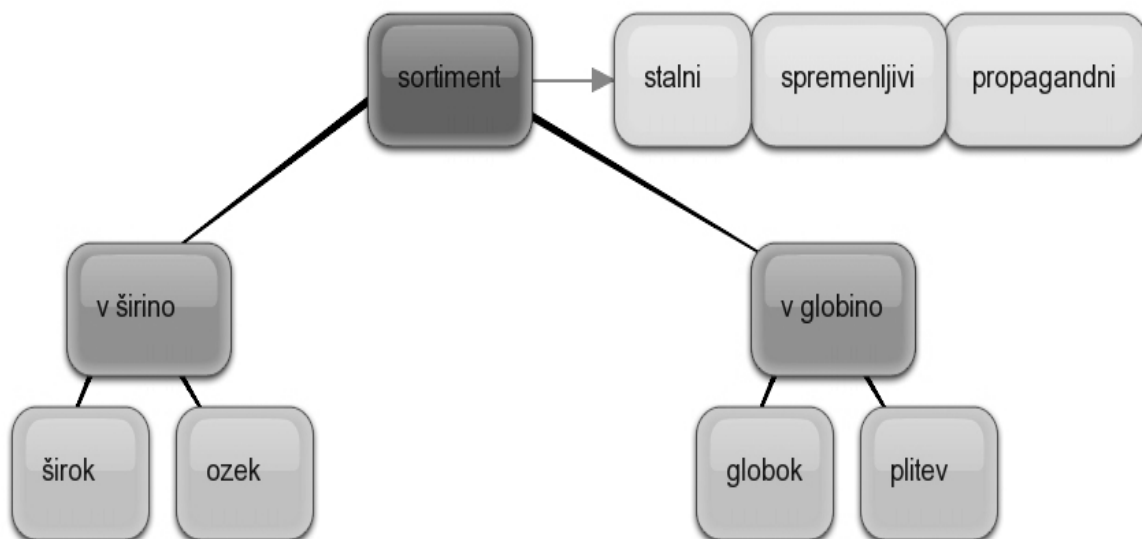 sortiment
stalni
spremenljivi
propagandni
v širino
v globino
širok
ozek
globok
plitev